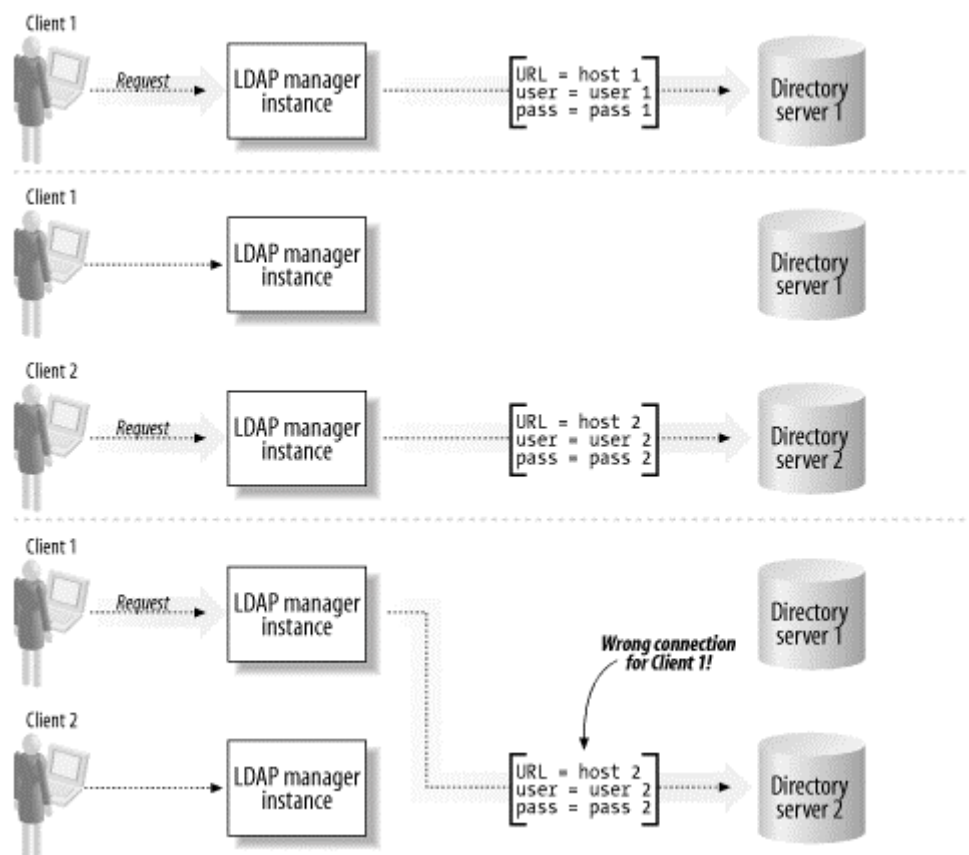 Client 1
Request
LDAP manager
instance
URL = host 1
user = user 1
pass = pass 1
Directory
server 1
Client 1
LDAP manager
instance
Directory
server 1
Client 2
Request
LDAP manager
instance
URL = host 2
user = user 2
pass = pass 2
Directory
server 2
Client 1
Request
LDAP manager
instance
Directory
server 1
Wrong connection
for Client 1!
Client 2
LDAP manager
instance
URL = host 2
user = user 2
pass = pass 2
Directory
server 2